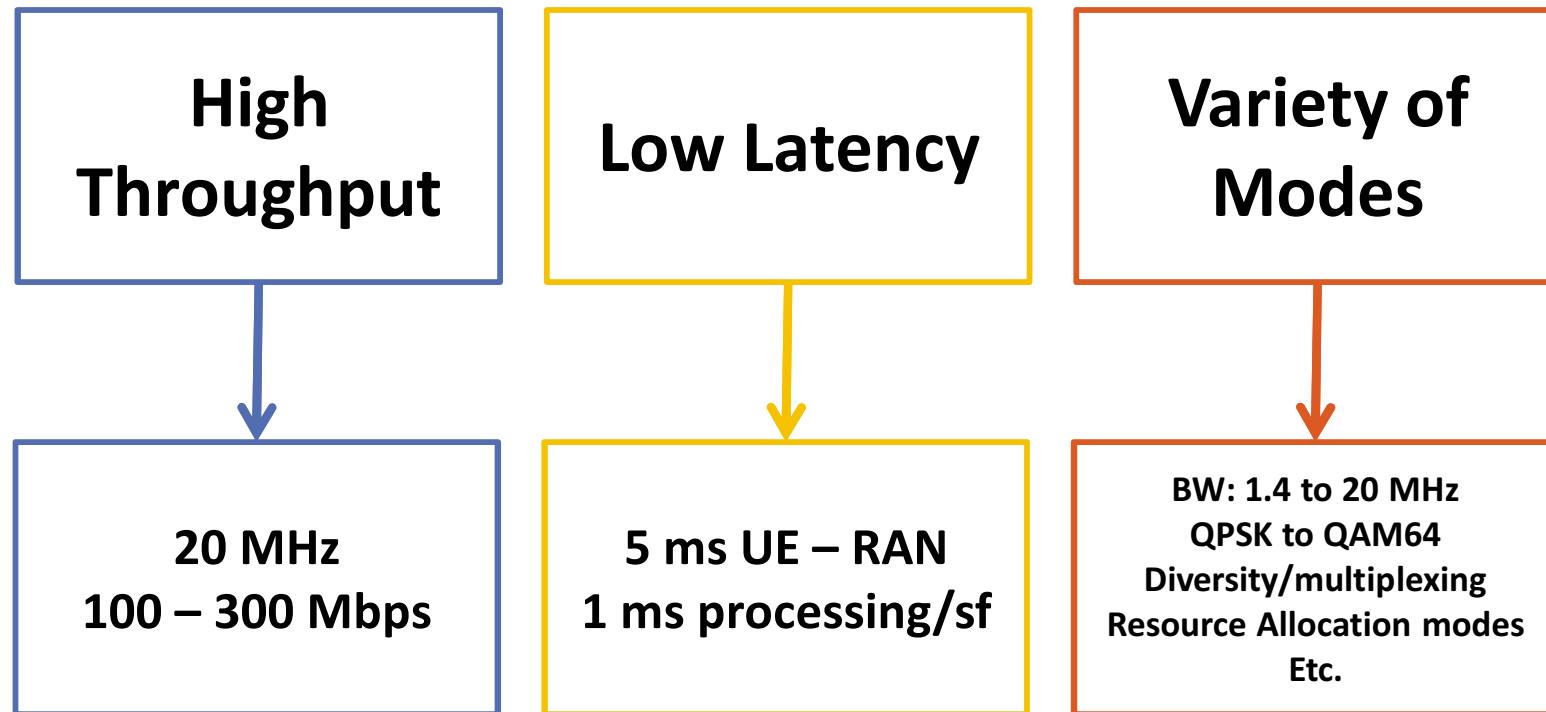 High
Throughput
Low Latency
Variety of
Modes
20 MHz
100 – 300 Mbps
5 ms UE – RAN
1 ms processing/sf
BW: 1.4 to 20 MHz
QPSK to QAM64
Diversity/multiplexing
Resource Allocation modes
Etc.